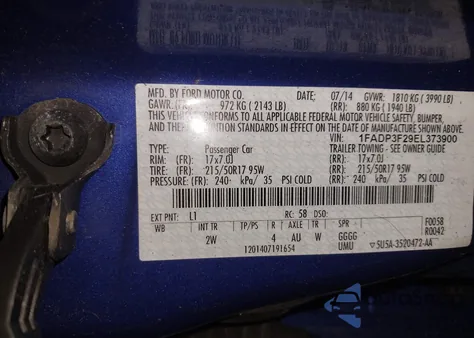 MFD. BY FORD MOTOR CO. DATE: 07/14 GVWR: 1810 KG ( 3990 LB)
GAWR: 972 KG ( 2143 LB) (RR): 880 KG ( 1940 LB)
THIS VEHICLE CONFORMS TO ALL APPLICABLE FEDERAL MOTOR VEHICLE SAFETY, BUMPER,
AND THEFT PREVENTION STANDARDS IN EFFECT ON THE DATE OF MANUFACTURE SHOWN ABOVE.
VIN: 1FADP3F29EL373900
TYPE: Passenger Car TRAILER TOWING - SEE OWNER GUIDE
RIM: (FR) 17x7.0J (RR): 17x7.0J
TIRE: (FR): 215/50R17 95W (RR): 215/50R17 95W
PRESSURE: (FR) 240 kPa/ 35 PSI COLD (RR): 240 kPa/ 35 PSI COLD
EXT PNT: L1 RC: 58 DSO:
WB INT TR TP/PS R AXLE TR SPR F0058
2W 4 AU W GGGG R0042
1201407191654 UMU 5U5A-3520472-AA